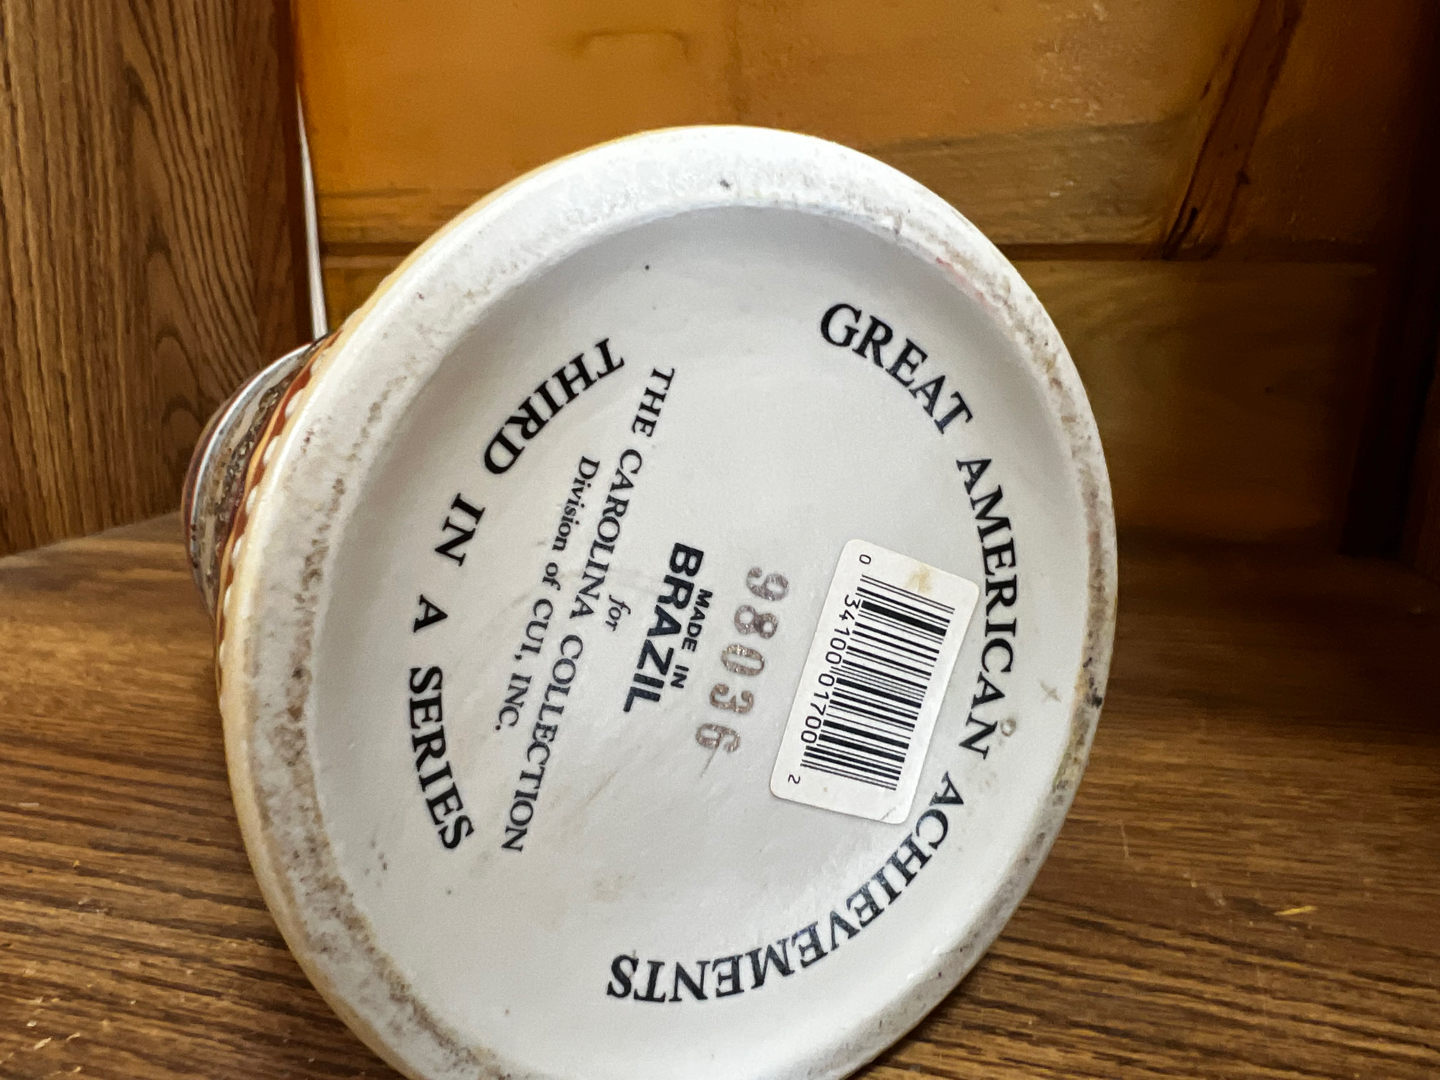 GREAT AMERICAN ACHIEVEMENTS
0 34100 01700 2
98036
MADE IN
BRAZIL
for
THE CAROLINA COLLECTION
Division of CUI, INC.
THIRD IN A SERIES